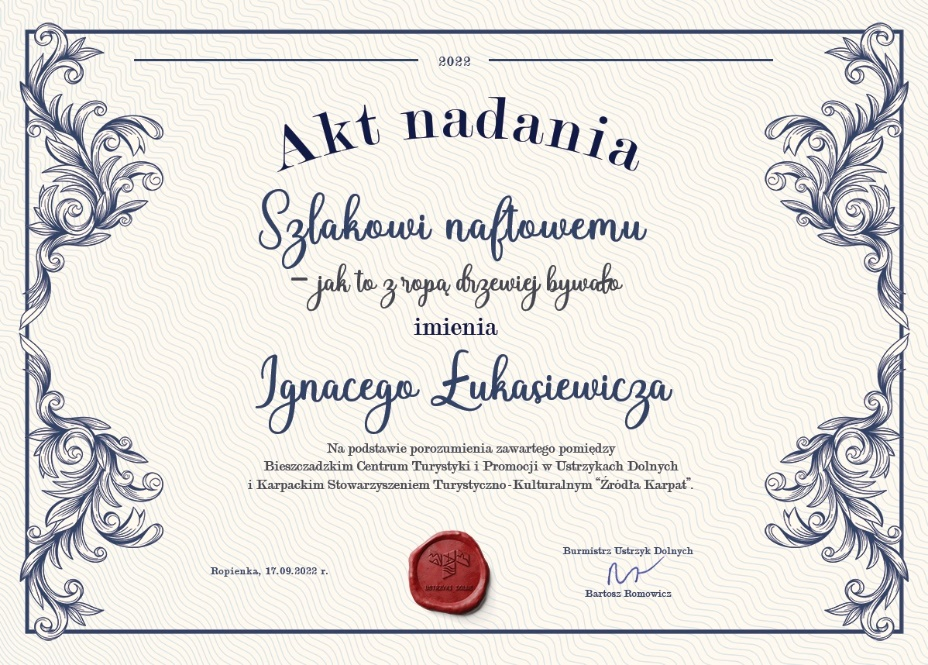 2022
Akt nadania
Szlakowi naftowemu
– jak to z ropą drzewiej bywało
imienia
Ignacego Łukasiewicza
Na podstawie porozumienia zawartego pomiędzy
Bieszczadzkim Centrum Turystyki i Promocji w Ustrzykach Dolnych
i Karpackim Stowarzyszeniem Turystyczno-Kulturalnym “Źródła Karpat”.
Ropienka, 17.09.2022 r.
Burmistrz Ustrzyk Dolnych
Bartosz Romowicz